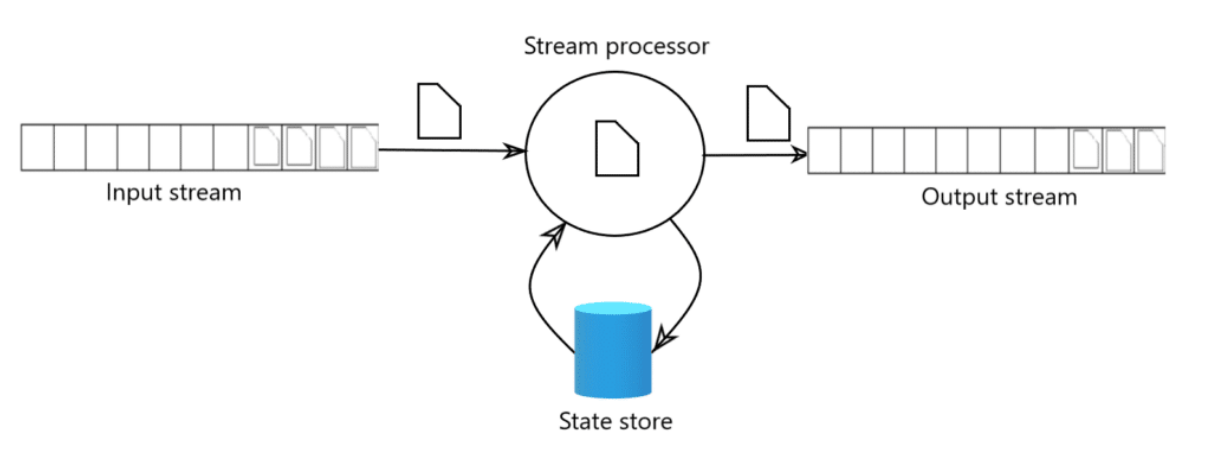 Stream processor
Input stream
Output stream
State store